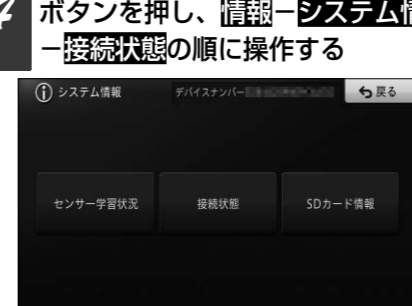 4
ボタンを押し、情報ーシステム情
ー接続状態の順に操作する
システム情報 デバイスナンバー 戻る
センサー学習状況 接続状態 SDカード情報